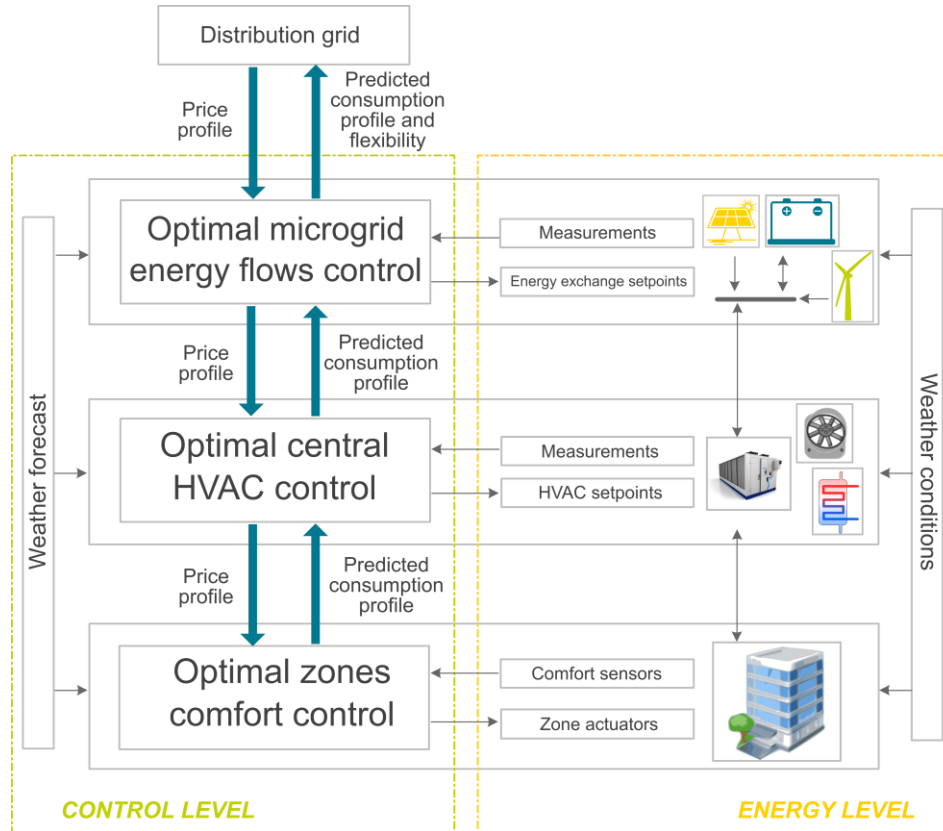 Distribution grid
Price
profile
Predicted
consumption
profile and
flexibility
Optimal microgrid
energy flows control
Measurements
Energy exchange setpoints
Price
profile
Predicted
consumption
profile
Optimal central
HVAC control
Measurements
HVAC setpoints
Price
profile
Predicted
consumption
profile
Optimal zones
comfort control
Comfort sensors
Zone actuators
Weather forecast
Weather conditions
CONTROL LEVEL
ENERGY LEVEL